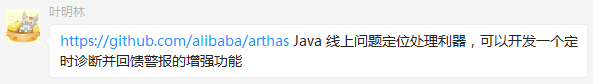 叶明林
https://github.com/alibaba/arthas Java 线上问题定位处理利器，可以开发一个定
时诊断并回馈警报的增强功能